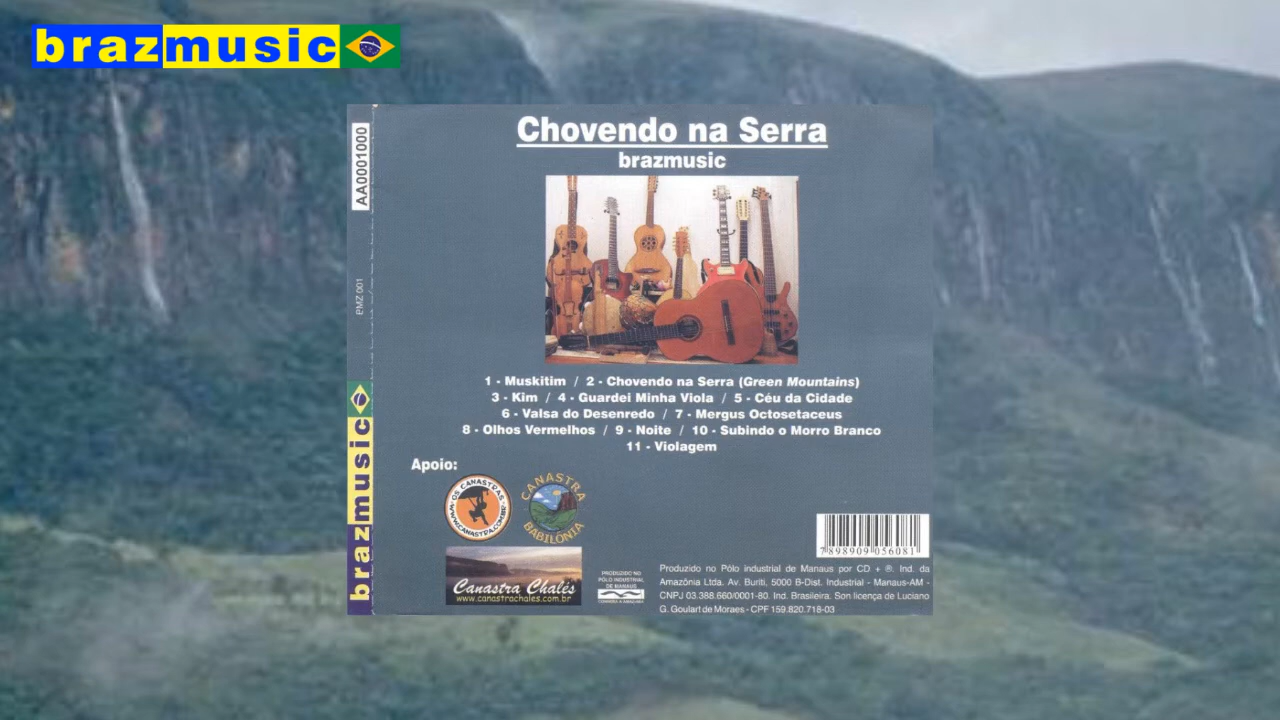 brazmusic
AA0001000
EMZ 001
brazmusic
Chovendo na Serra
brazmusic
1 - Muskitim / 2 - Chovendo na Serra (Green Mountains)
3 - Kim / 4 - Guardei Minha Viola / 5 - Céu da Cidade
6 - Valsa do Desenredo / 7 - Mergus Octosetaceus
8 - Olhos Vermelhos / 9 - Noite / 10 - Subindo o Morro Branco
11 - Violagem
Apoio:
OS CANASTRAS
WWW.CANASTRA.COM.BR
CANASTRA
BABILÔNIA
Canastra Chalés
www.canastrachales.com.br
PRODUZIDO NO
PÓLO INDUSTRIAL
DE MANAUS
CONHEÇA A AMAZÔNIA
7 898909 056081
Produzido no Pólo industrial de Manaus por CD + ®. Ind. da
Amazônia Ltda. Av. Buriti, 5000 B-Dist. Industrial - Manaus-AM -
CNPJ 03.388.660/0001-80. Ind. Brasileira. Son licença de Luciano
G. Goulart de Moraes - CPF 159.820.718-03